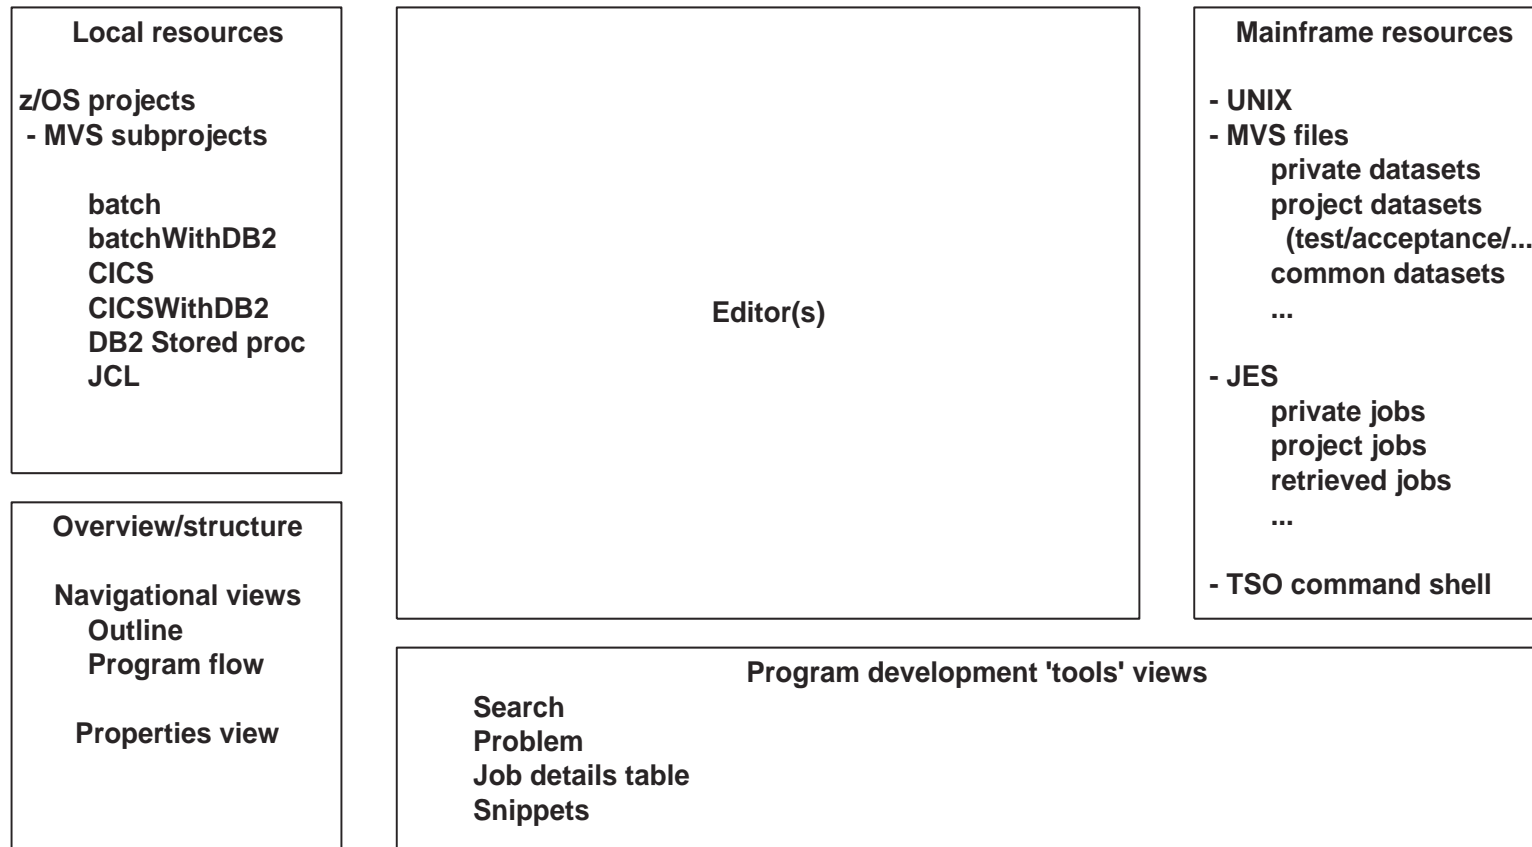 Local resources
z/OS projects
- MVS subprojects
batch
batchWithDB2
CICS
CICSWithDB2
DB2 Stored proc
JCL
Overview/structure
Navigational views
Outline
Program flow
Properties view
Editor(s)
Program development 'tools' views
Search
Problem
Job details table
Snippets
Mainframe resources
- UNIX
- MVS files
private datasets
project datasets
(test/acceptance/...
common datasets
...
- JES
private jobs
project jobs
retrieved jobs
...
- TSO command shell